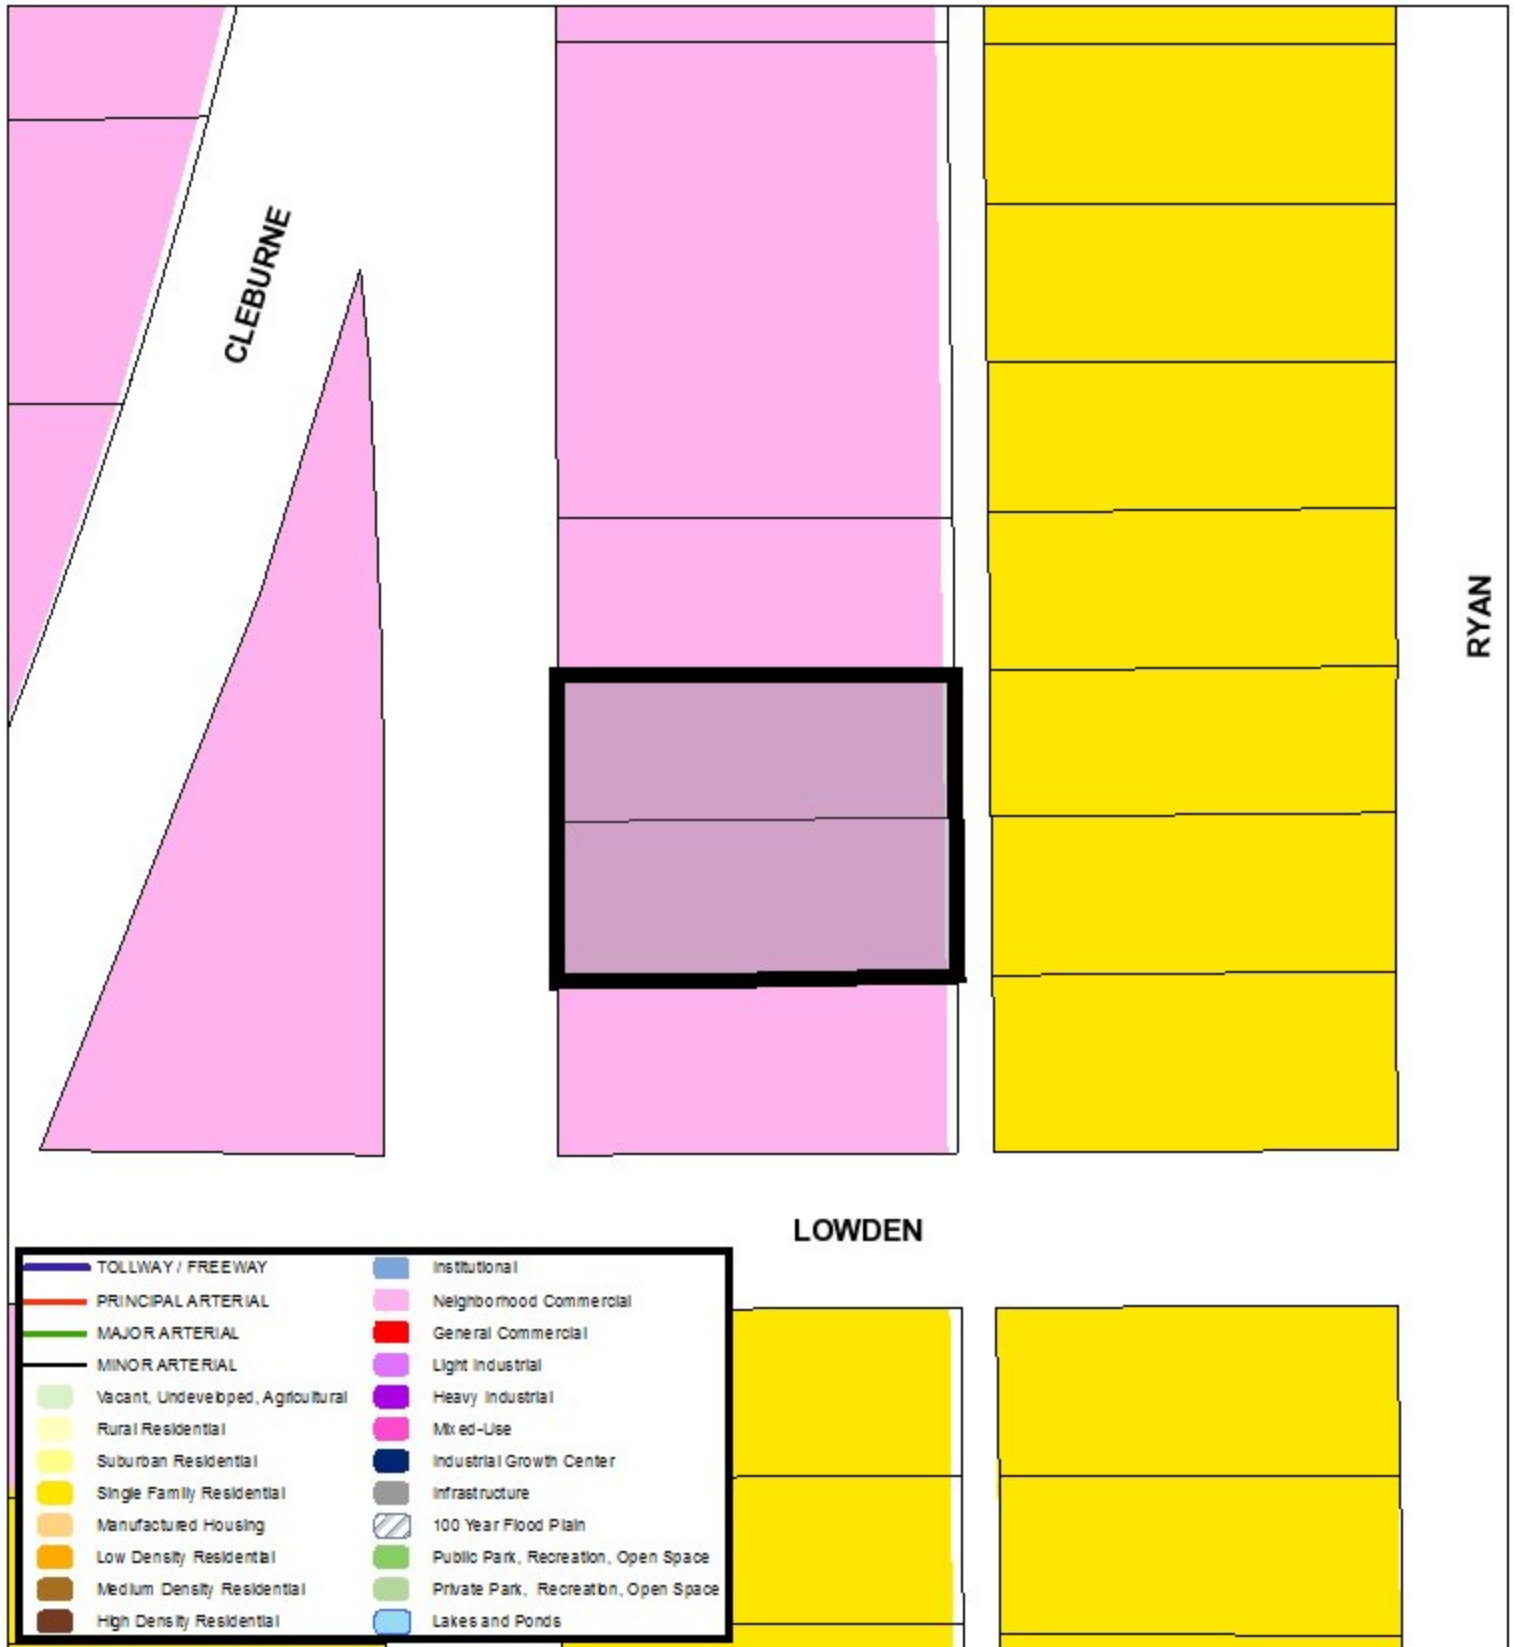 CLEBURNE
RYAN
LOWDEN
TOLLWAY / FREEWAY
PRINCIPAL ARTERIAL
MAJOR ARTERIAL
MINOR ARTERIAL
Vacant, Undeveloped, Agricultural
Rural Residential
Suburban Residential
Single Family Residential
Manufactured Housing
Low Density Residential
Medium Density Residential
High Density Residential
Institutional
Neighborhood Commercial
General Commercial
Light Industrial
Heavy Industrial
Mixed-Use
Industrial Growth Center
Infrastructure
100 Year Flood Plain
Public Park, Recreation, Open Space
Private Park, Recreation, Open Space
Lakes and Ponds